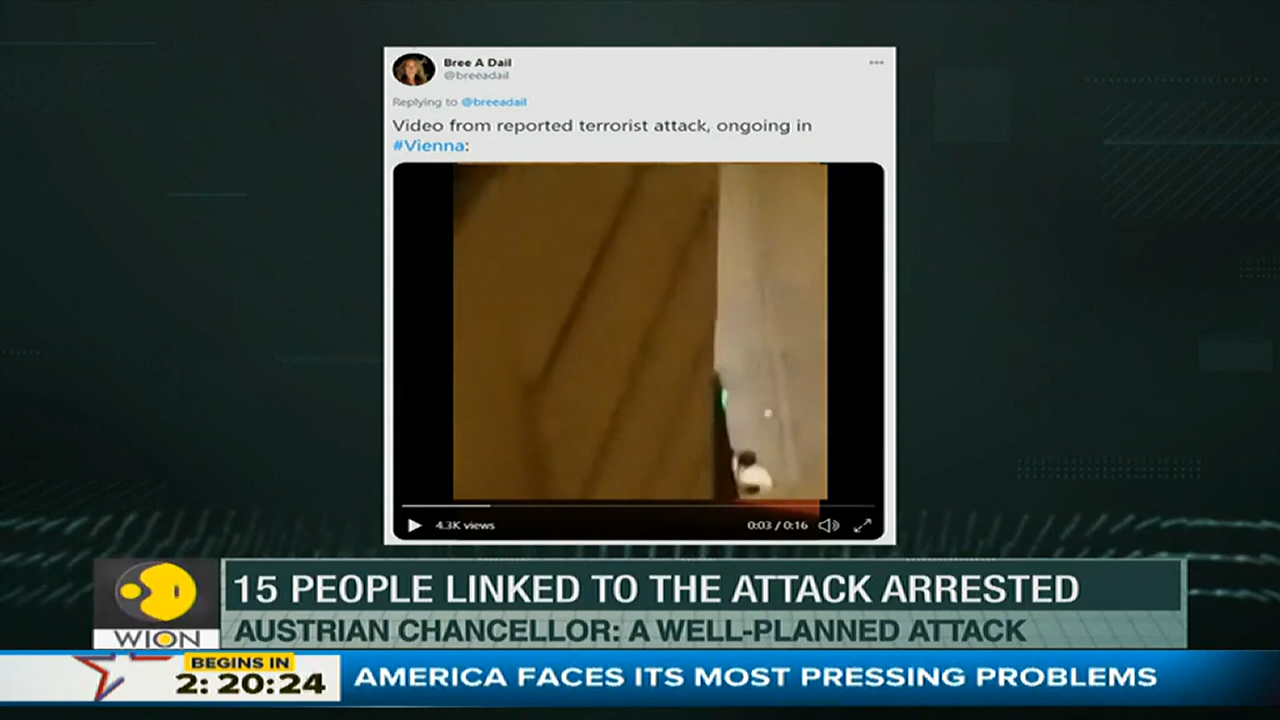 Bree A Dail
@breeadail
Replying to @breeadail
Video from reported terrorist attack, ongoing in
#Vienna:
4.3K views
0:03 / 0:16
15 PEOPLE LINKED TO THE ATTACK ARRESTED
AUSTRIAN CHANCELLOR: A WELL-PLANNED ATTACK
WION
BEGINS IN
2: 20:24
AMERICA FACES ITS MOST PRESSING PROBLEMS